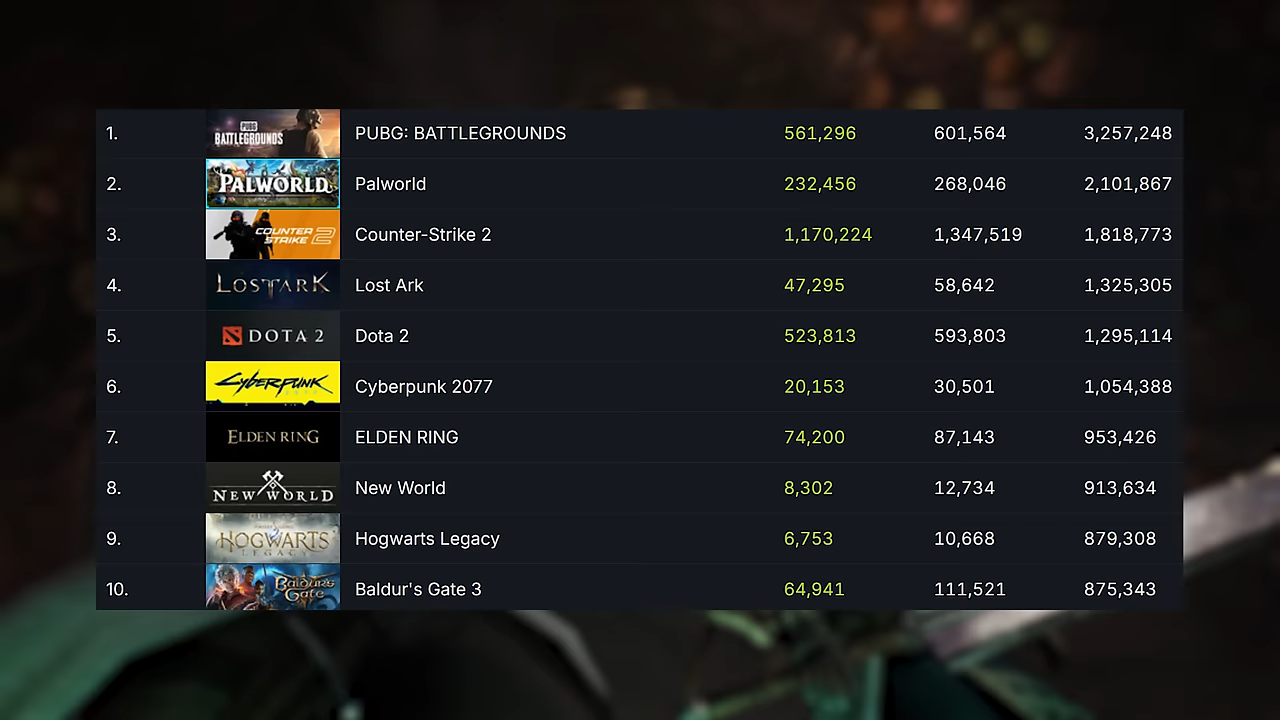 1. PUBG BATTLEGROUNDS PUBG: BATTLEGROUNDS 561,296 601,564 3,257,248
2. PALWORLD Palworld 232,456 268,046 2,101,867
3. COUNTER STRIKE 2 Counter-Strike 2 1,170,224 1,347,519 1,818,773
4. LOST ARK Lost Ark 47,295 58,642 1,325,305
5. DOTA 2 Dota 2 523,813 593,803 1,295,114
6. Cyberpunk Cyberpunk 2077 20,153 30,501 1,054,388
7. ELDEN RING ELDEN RING 74,200 87,143 953,426
8. NEW WORLD New World 8,302 12,734 913,634
9. HOGWARTS LEGACY Hogwarts Legacy 6,753 10,668 879,308
10. Baldur's Gate Baldur's Gate 3 64,941 111,521 875,343